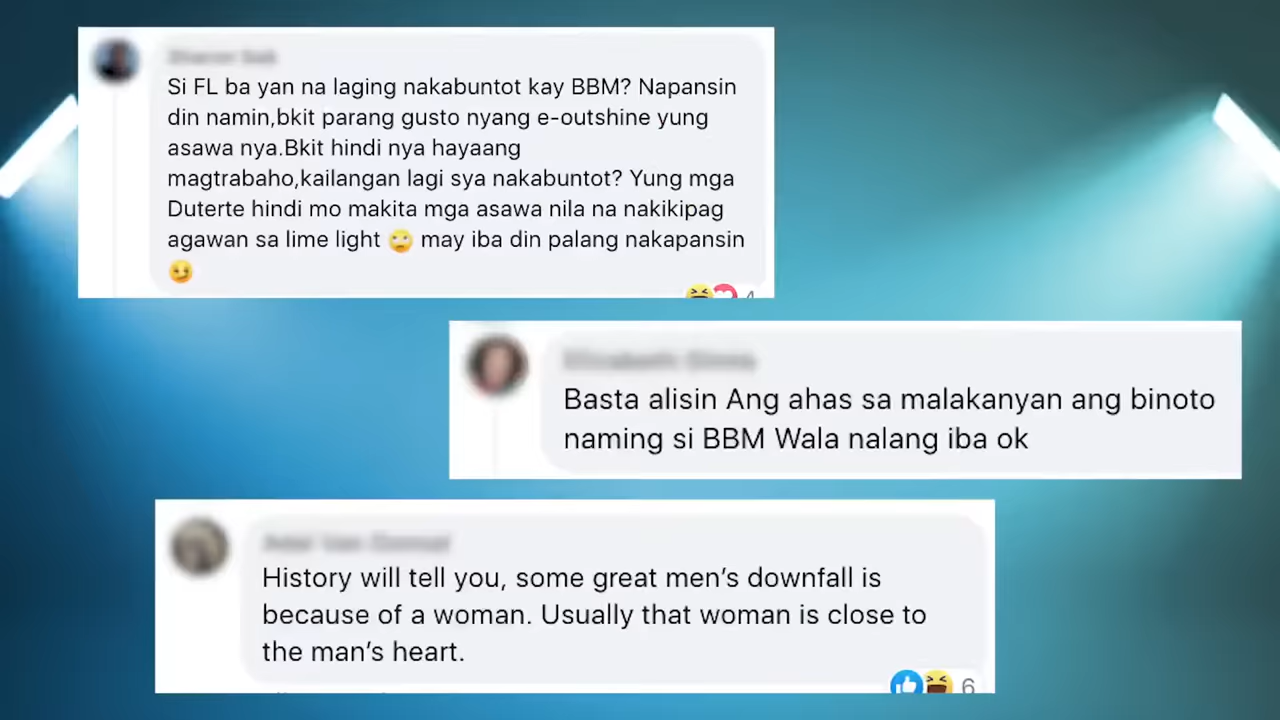 Si FL ba yan na laging nakabuntot kay BBM? Napansin
din namin,bkit parang gusto nyang e-outshine yung
asawa nya.Bkit hindi nya hayaang
magtrabaho,kailangan lagi sya nakabuntot? Yung mga
Duterte hindi mo makita mga asawa nila na nakikipag
agawan sa lime light 🙄 may iba din palang nakapansin
🤒
Basta alisin Ang ahas sa malakanyan ang binoto
naming si BBM Wala nalang iba ok
History will tell you, some great men's downfall is
because of a woman. Usually that woman is close to
the man's heart.
6